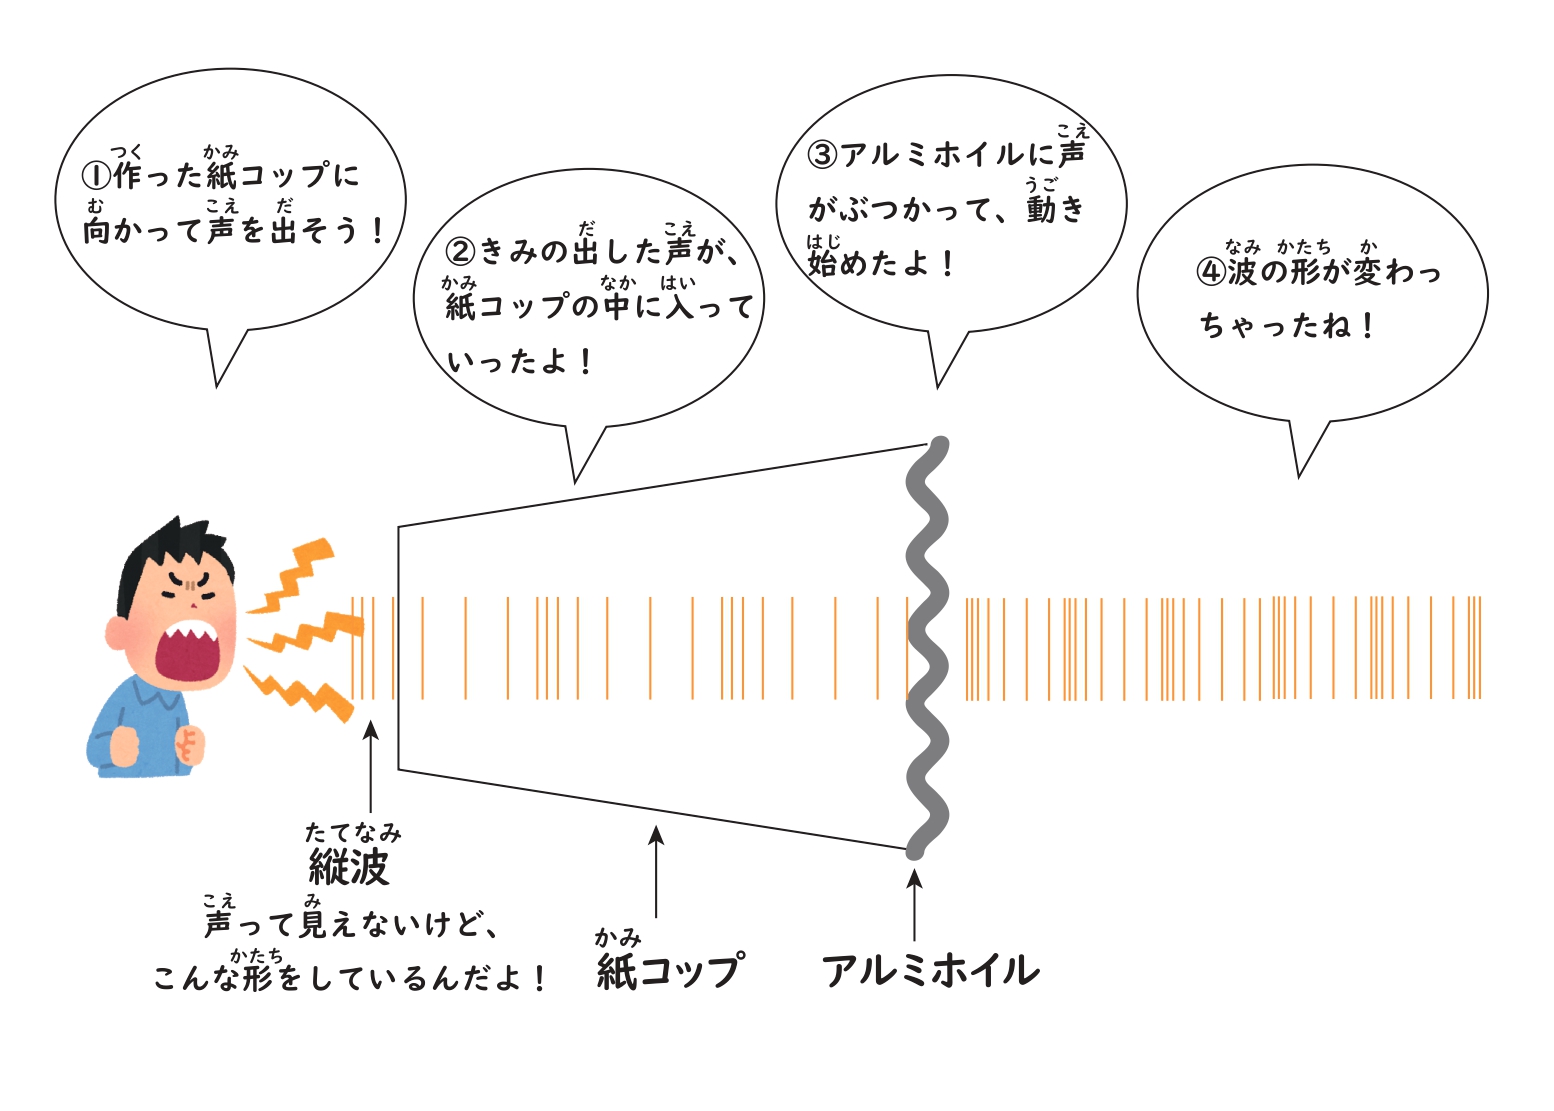 ①作った紙コップに
向かって声を出そう！
②きみの出した声が、
紙コップの中に入って
いったよ！
③アルミホイルに声
がぶつかって、動き
始めたよ！
④波の形が変わっ
ちゃったね！
縦波
声って見えないけど、
こんな形をしているんだよ！
紙コップ
アルミホイル